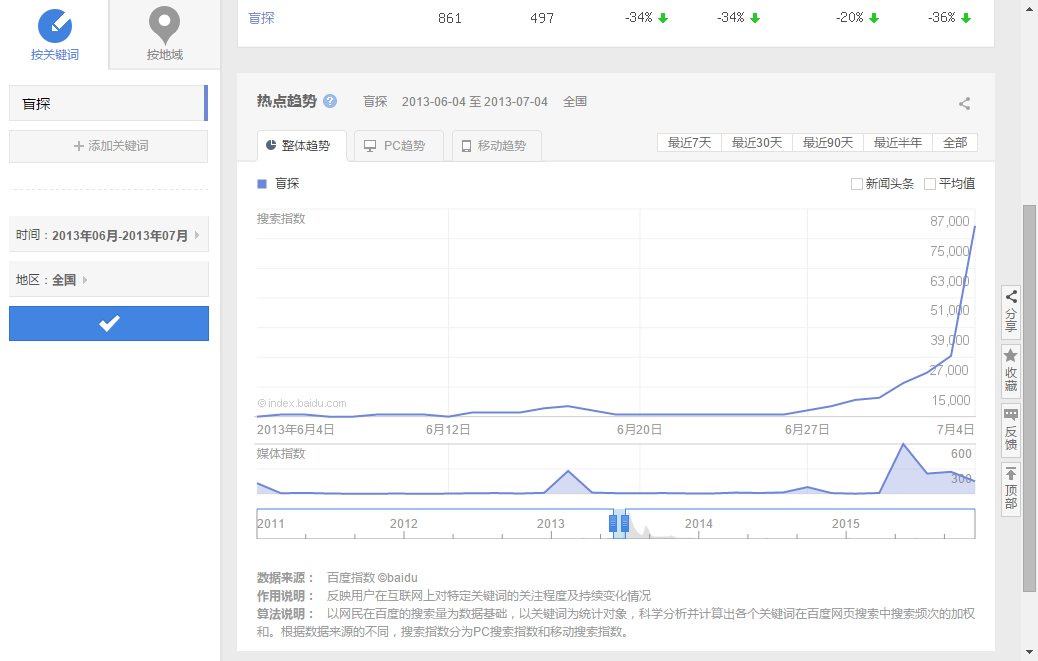 按关键词
按地域
盲探
添加关键词
时间：2013年06月-2013年07月
地区：全国
盲探 861 497 -34% -34% -20% -36%
热点趋势 ? 盲探 2013-06-04 至 2013-07-04 全国
整体趋势 PC趋势 移动趋势
最近7天 最近30天 最近90天 最近半年 全部
盲探 新闻头条 平均值
搜索指数
87,000
75,000
63,000
51,000
39,000
27,000
15,000
© index.baidu.com
2013年6月4日 6月12日 6月20日 6月27日 7月4日
媒体指数
600
300
2011 2012 2013 2014 2015
数据来源： 百度指数 ©baidu
作用说明： 反映用户在互联网上对特定关键词的关注程度及持续变化情况
算法说明： 以网民在百度的搜索量为数据基础，以关键词为统计对象，科学分析并计算出各个关键词在百度网页搜索中搜索频次的加权
和。根据数据来源的不同，搜索指数分为PC搜索指数和移动搜索指数。
分享
收藏
反馈
顶部